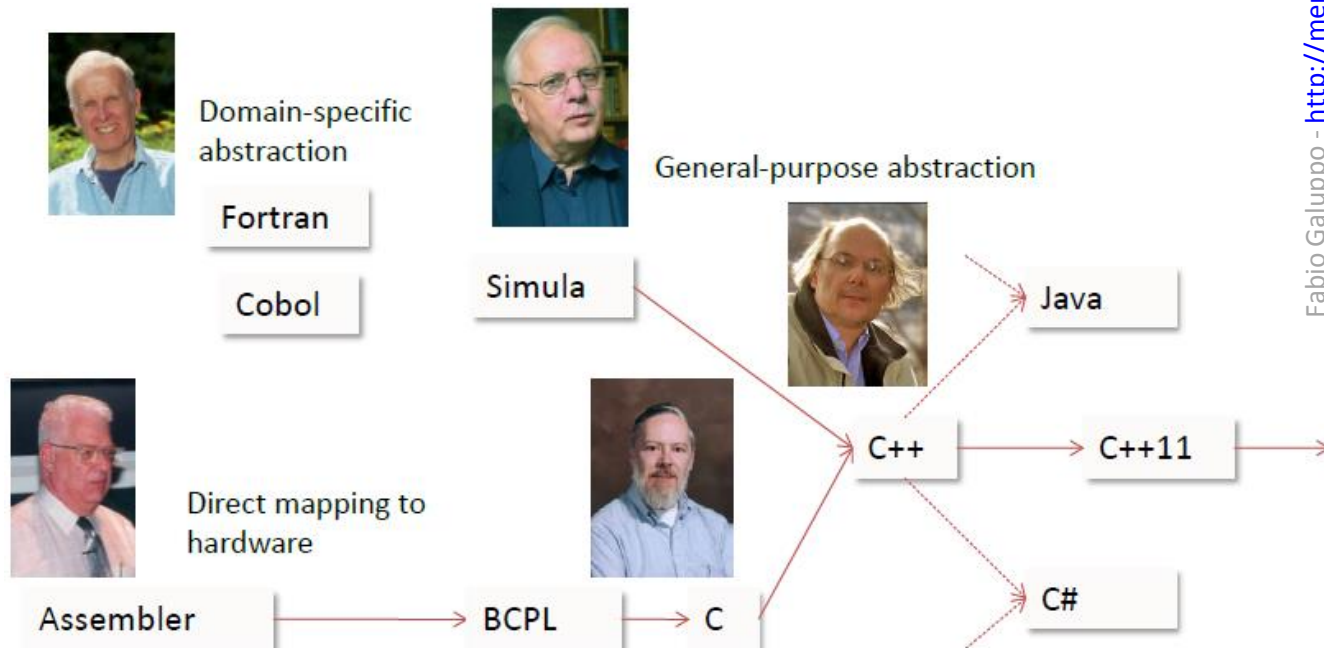 Domain-specific
abstraction
General-purpose abstraction
Fortran
Simula
Java
Cobol
C++
C++11
Direct mapping to
hardware
Assembler
BCPL
C
C#
Fabio Galuppo - http://me